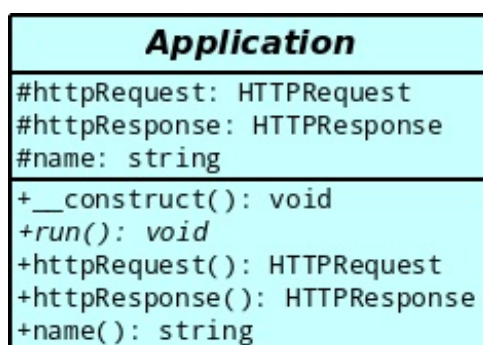 Application
#httpRequest: HTTPRequest
#httpResponse: HTTPResponse
#name: string
+__construct(): void
+run(): void
+httpRequest(): HTTPRequest
+httpResponse(): HTTPResponse
+name(): string